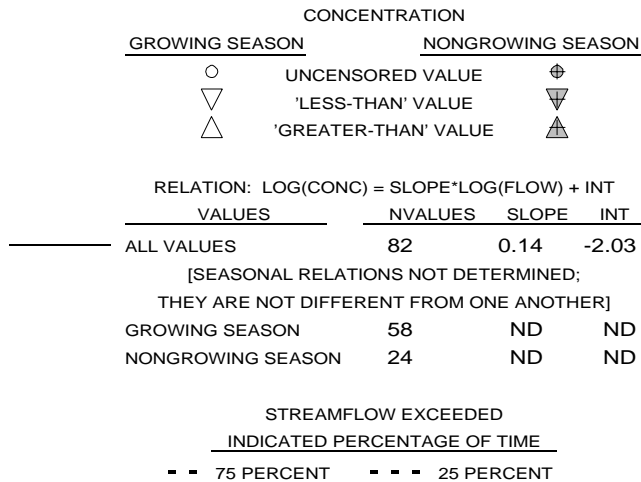 CONCENTRATION
GROWING SEASON NONGROWING SEASON
UNCENSORED VALUE
'LESS-THAN' VALUE
'GREATER-THAN' VALUE
RELATION: LOG(CONC) = SLOPE*LOG(FLOW) + INT
VALUES NVALUES SLOPE INT
ALL VALUES 82 0.14 -2.03
[SEASONAL RELATIONS NOT DETERMINED;
THEY ARE NOT DIFFERENT FROM ONE ANOTHER]
GROWING SEASON 58 ND ND
NONGROWING SEASON 24 ND ND
STREAMFLOW EXCEEDED
INDICATED PERCENTAGE OF TIME
75 PERCENT 25 PERCENT